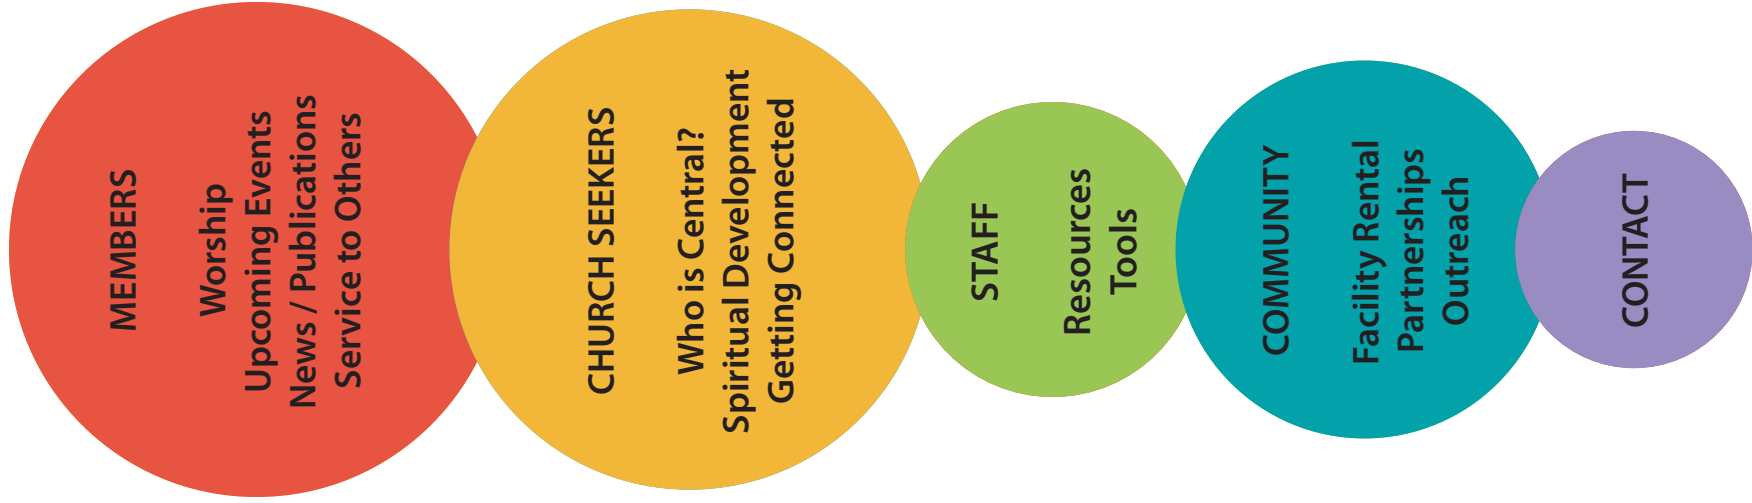 MEMBERS
Worship
Upcoming Events
News / Publications
Service to Others
CHURCH SEEKERS
Who is Central?
Spiritual Development
Getting Connected
STAFF
Resources
Tools
COMMUNITY
Facility Rental
Partnerships
Outreach
CONTACT